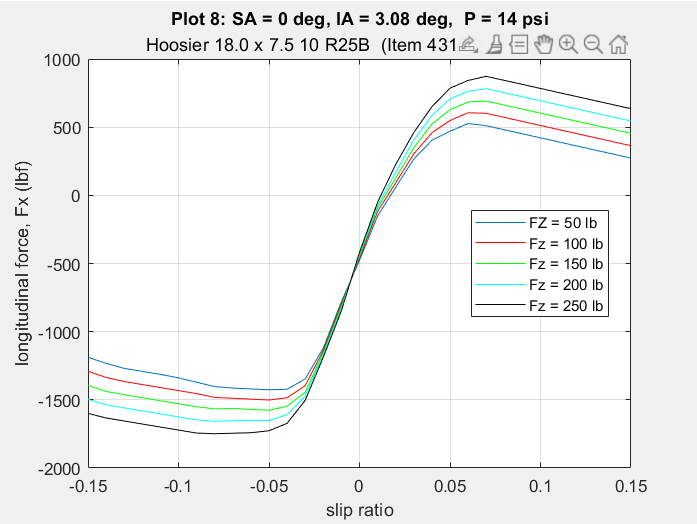 Plot 8: SA = 0 deg, IA = 3.08 deg,  P = 14 psi
Hoosier 18.0 x 7.5 10 R25B  (Item 431
1000
500
0
-500
-1000
-1500
-2000
longitudinal force, Fx (lbf)
FZ = 50 lb
Fz = 100 lb
Fz = 150 lb
Fz = 200 lb
Fz = 250 lb
-0.15 -0.1 -0.05 0 0.05 0.1 0.15
slip ratio